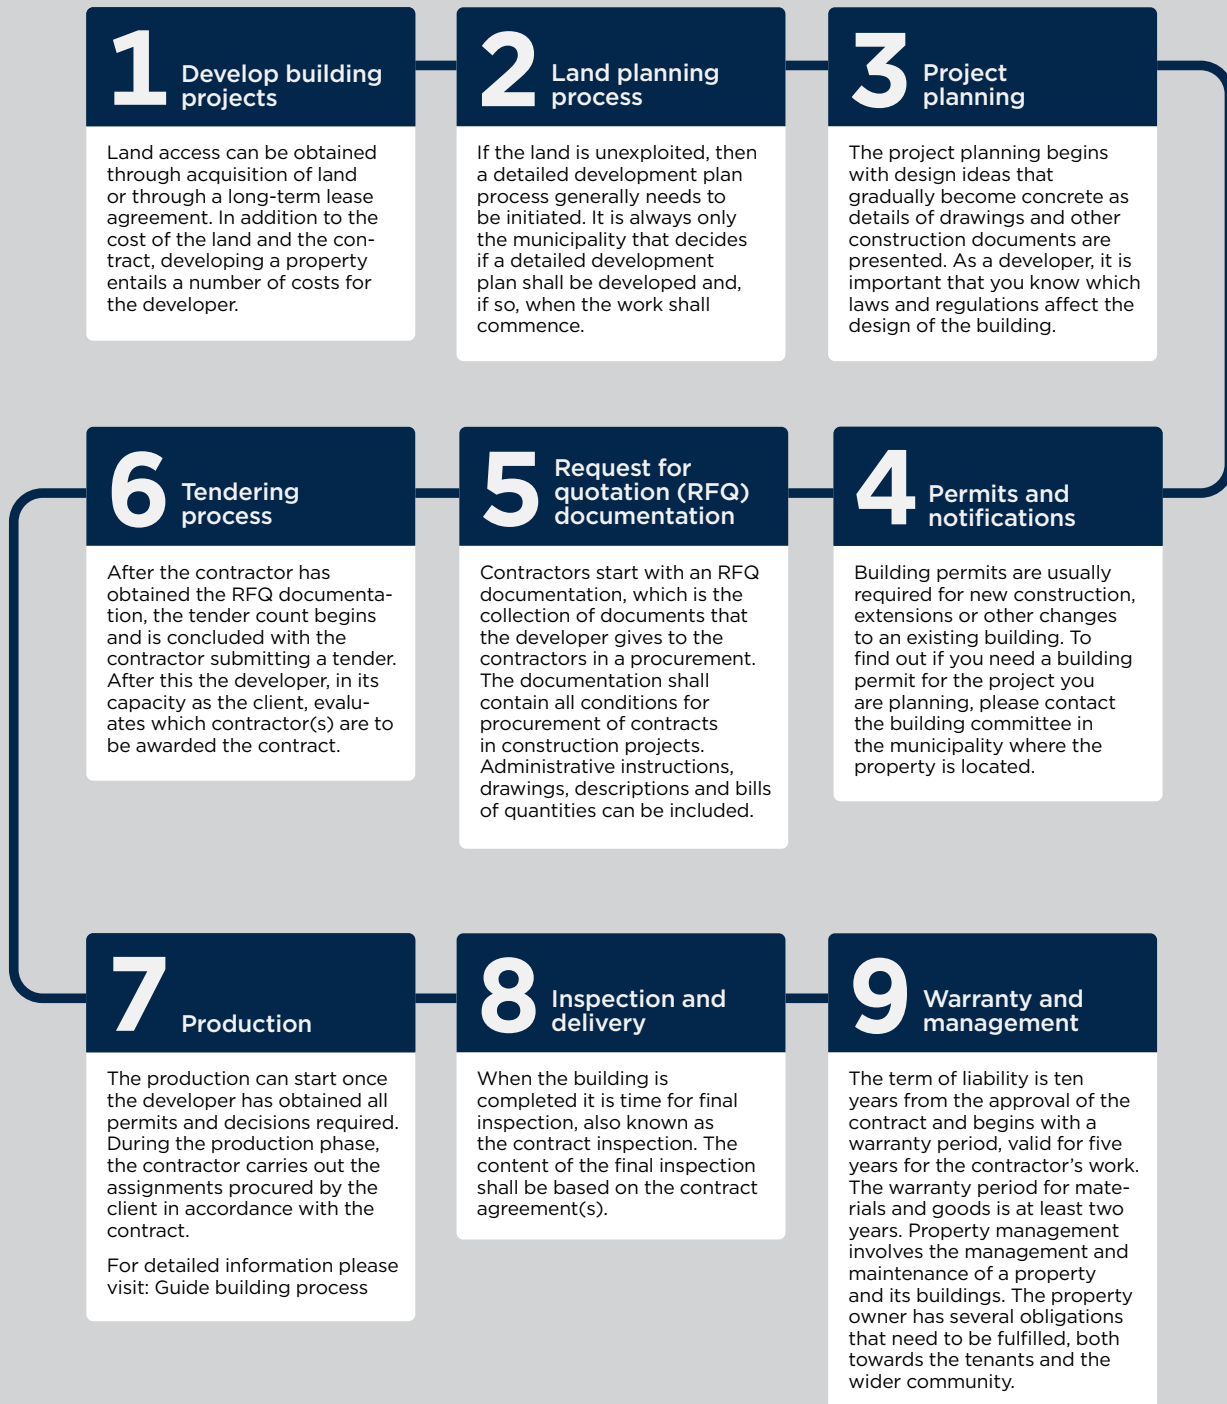 1
Develop building
projects
Land access can be obtained
through acquisition of land
or through a long-term lease
agreement. In addition to the
cost of the land and the con-
tract, developing a property
entails a number of costs for
the developer.
2
Land planning
process
If the land is unexploited, then
a detailed development plan
process generally needs to
be initiated. It is always only
the municipality that decides
if a detailed development
plan shall be developed and,
if so, when the work shall
commence.
3
Project
planning
The project planning begins
with design ideas that
gradually become concrete as
details of drawings and other
construction documents are
presented. As a developer, it is
important that you know which
laws and regulations affect the
design of the building.
4
Permits and
notifications
Building permits are usually
required for new construction,
extensions or other changes
to an existing building. To
find out if you need a building
permit for the project you
are planning, please contact
the building committee in
the municipality where the
property is located.
5
Request for
quotation (RFQ)
documentation
Contractors start with an RFQ
documentation, which is the
collection of documents that
the developer gives to the
contractors in a procurement.
The documentation shall
contain all conditions for
procurement of contracts
in construction projects.
Administrative instructions,
drawings, descriptions and bills
of quantities can be included.
6
Tendering
process
After the contractor has
obtained the RFQ documenta-
tion, the tender count begins
and is concluded with the
contractor submitting a tender.
After this the developer, in its
capacity as the client, evalu-
ates which contractor(s) are to
be awarded the contract.
7
Production
The production can start once
the developer has obtained all
permits and decisions required.
During the production phase,
the contractor carries out the
assignments procured by the
client in accordance with the
contract.
For detailed information please
visit: Guide building process
8
Inspection and
delivery
When the building is
completed it is time for final
inspection, also known as
the contract inspection. The
content of the final inspection
shall be based on the contract
agreement(s).
9
Warranty and
management
The term of liability is ten
years from the approval of the
contract and begins with a
warranty period, valid for five
years for the contractor's work.
The warranty period for mate-
rials and goods is at least two
years. Property management
involves the management and
maintenance of a property
and its buildings. The property
owner has several obligations
that need to be fulfilled, both
towards the tenants and the
wider community.